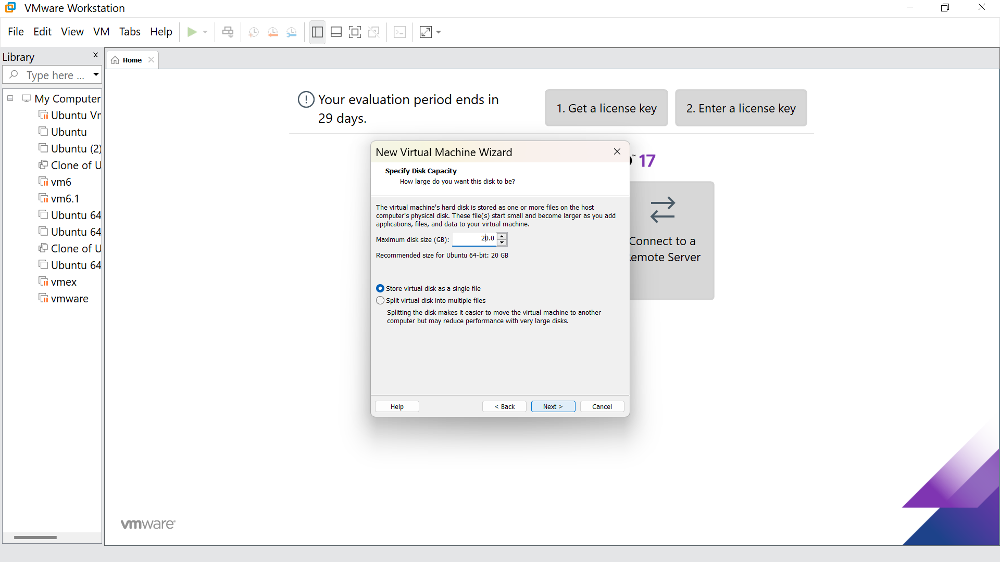 VMware Workstation
File Edit View VM Tabs Help
Library
Type here ...
My Computer
Ubuntu
Ubuntu
Ubuntu (2)
Clone of U
vm6
vm6.1
Ubuntu 64
Ubuntu 64
Clone of U
Ubuntu 64
vmex
vmware
Home
Your evaluation period ends in
29 days.
1. Get a license key
2. Enter a license key
™ 17
Connect to a
Remote Server
New Virtual Machine Wizard
Specify Disk Capacity
How large do you want this disk to be?
The virtual machine's hard disk is stored as one or more files on the host
computer's physical disk. These file(s) start small and become larger as you add
applications, files, and data to your virtual machine.
Maximum disk size (GB): 20.0
Recommended size for Ubuntu 64-bit: 20 GB
Store virtual disk as a single file
Split virtual disk into multiple files
Splitting the disk makes it easier to move the virtual machine to another
computer but may reduce performance with very large disks.
Help < Back Next > Cancel
vmware